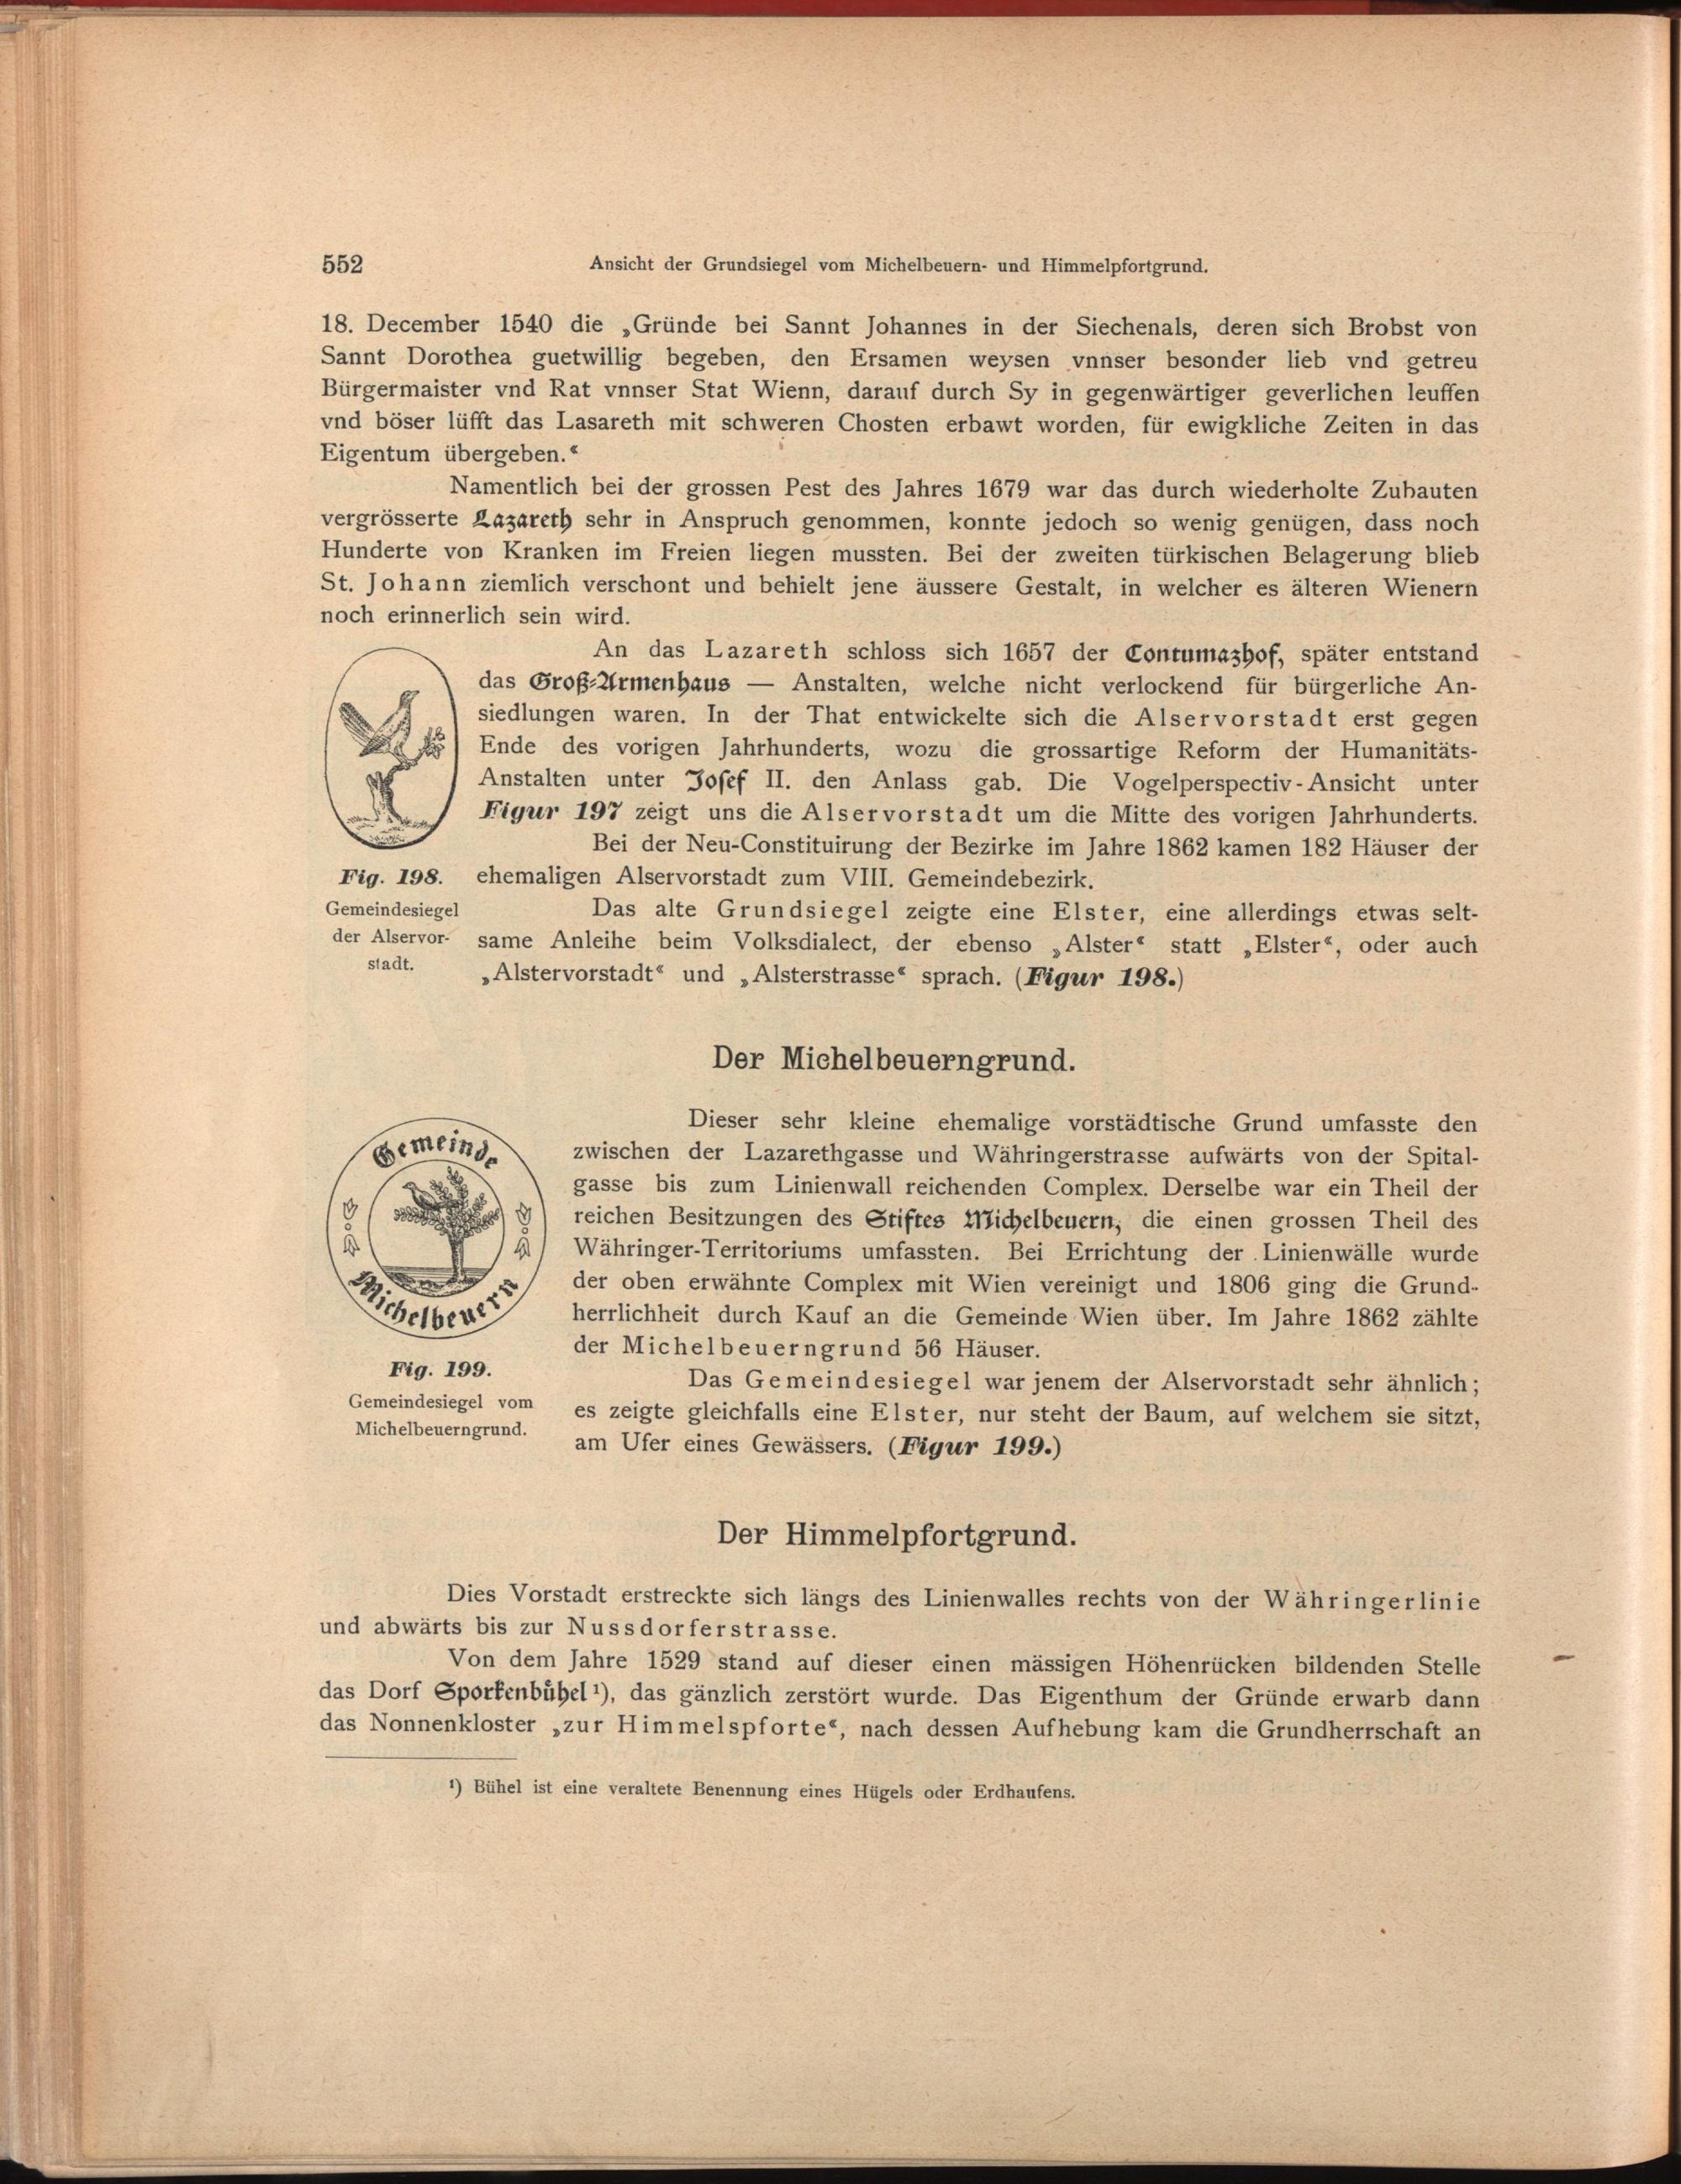 552
Ansicht der Grundsiegel vom Michelbeuern- und Himmelpfortgrund.
18. December 1540 die „Gründe bei Sannt Johannes in der Siechenals, deren sich Brobst von
Sannt Dorothea guetwillig begeben, den Ersamen weysen vnnser besonder lieb vnd getreu
Bürgermaister vnd Rat vnnser Stat Wienn, darauf durch Sy in gegenwärtiger geverlichen leuffen
vnd böser lüfft das Lasareth mit schweren Chosten erbawt worden, für ewigkliche Zeiten in das
Eigentum übergeben.“
Namentlich bei der grossen Pest des Jahres 1679 war das durch wiederholte Zubauten
vergrösserte Lazareth sehr in Anspruch genommen, konnte jedoch so wenig genügen, dass noch
Hunderte von Kranken im Freien liegen mussten. Bei der zweiten türkischen Belagerung blieb
St. Johann ziemlich verschont und behielt jene äussere Gestalt, in welcher es älteren Wienern
noch erinnerlich sein wird.
An das Lazareth schloss sich 1657 der Contumazhof, später entstand
das Groß-Armenhaus — Anstalten, welche nicht verlockend für bürgerliche An-
siedlungen waren. In der That entwickelte sich die Alservorstadt erst gegen
Ende des vorigen Jahrhunderts, wozu die grossartige Reform der Humanitäts-
Anstalten unter Josef II. den Anlass gab. Die Vogelperspectiv-Ansicht unter
Figur 197 zeigt uns die Alservorstadt um die Mitte des vorigen Jahrhunderts.
Bei der Neu-Constituirung der Bezirke im Jahre 1862 kamen 182 Häuser der
ehemaligen Alservorstadt zum VIII. Gemeindebezirk.
Das alte Grundsiegel zeigte eine Elster, eine allerdings etwas selt-
same Anleihe beim Volksdialect, der ebenso „Alster“ statt „Elster“, oder auch
„Alstervorstadt“ und „Alsterstrasse“ sprach. (Figur 198.)
Fig. 198.
Gemeindesiegel
der Alservor-
stadt.
Der Michelbeuerngrund.
Dieser sehr kleine ehemalige vorstädtische Grund umfasste den
zwischen der Lazarethgasse und Währingerstrasse aufwärts von der Spital-
gasse bis zum Linienwall reichenden Complex. Derselbe war ein Theil der
reichen Besitzungen des Stiftes Michelbeuern, die einen grossen Theil des
Währinger-Territoriums umfassten. Bei Errichtung der Linienwälle wurde
der oben erwähnte Complex mit Wien vereinigt und 1806 ging die Grund-
herrlichheit durch Kauf an die Gemeinde Wien über. Im Jahre 1862 zählte
der Michelbeuerngrund 56 Häuser.
Das Gemeindesiegel war jenem der Alservorstadt sehr ähnlich;
es zeigte gleichfalls eine Elster, nur steht der Baum, auf welchem sie sitzt,
am Ufer eines Gewässers. (Figur 199.)
Gemeinde
Michelbeuern
Fig. 199.
Gemeindesiegel vom
Michelbeuerngrund.
Der Himmelpfortgrund.
Dies Vorstadt erstreckte sich längs des Linienwalles rechts von der Währingerlinie
und abwärts bis zur Nussdorferstrasse.
Von dem Jahre 1529 stand auf dieser einen mässigen Höhenrücken bildenden Stelle
das Dorf Sporkenbühel ¹), das gänzlich zerstört wurde. Das Eigenthum der Gründe erwarb dann
das Nonnenkloster „zur Himmelspforte“, nach dessen Aufhebung kam die Grundherrschaft an
¹) Bühel ist eine veraltete Benennung eines Hügels oder Erdhaufens.